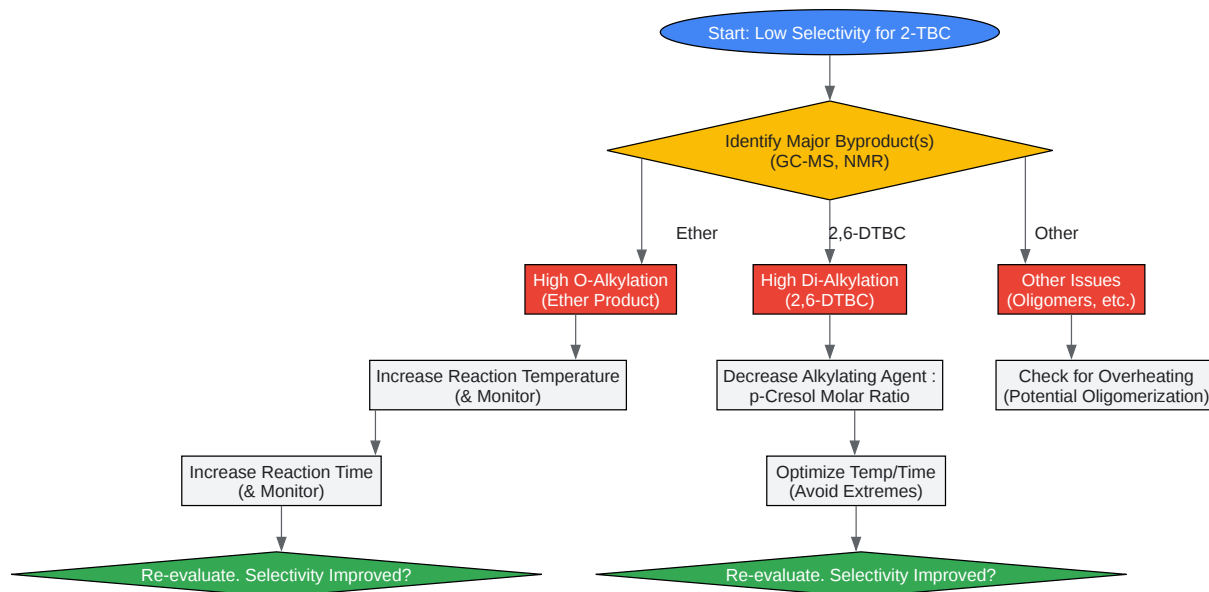 Start: Low Selectivity for 2-TBC
Identify Major Byproduct(s)
(GC-MS, NMR)
Ether
2,6-DTBC
Other
High O-Alkylation
(Ether Product)
High Di-Alkylation
(2,6-DTBC)
Other Issues
(Oligomers, etc.)
Increase Reaction Temperature
(& Monitor)
Decrease Alkylating Agent :
p-Cresol Molar Ratio
Check for Overheating
(Potential Oligomerization)
Increase Reaction Time
(& Monitor)
Optimize Temp/Time
(Avoid Extremes)
Re-evaluate. Selectivity Improved?
Re-evaluate. Selectivity Improved?